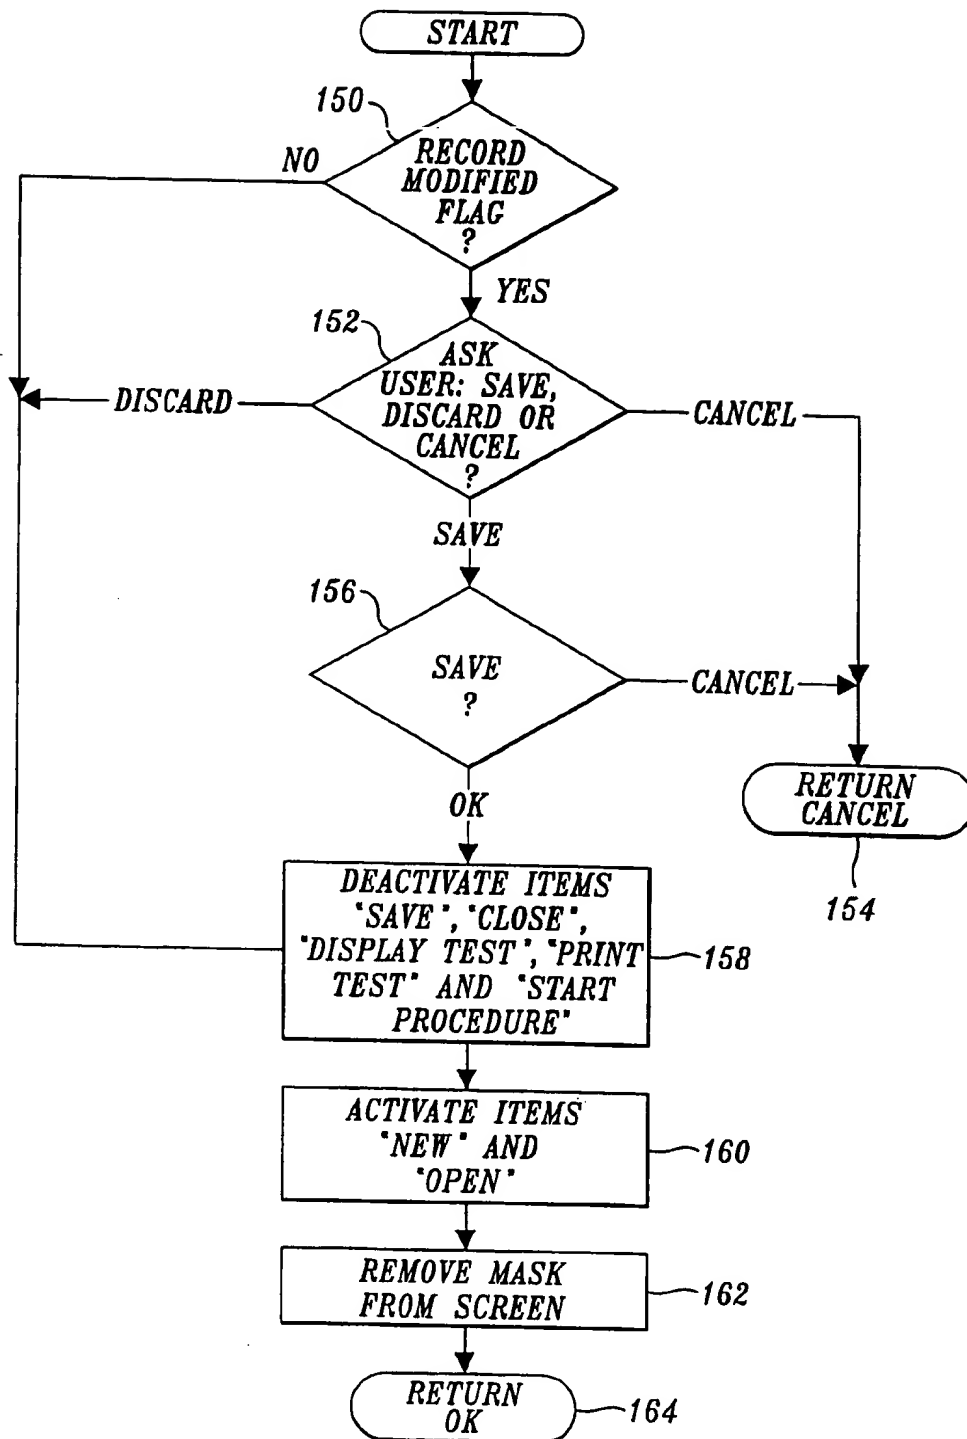 START
150
NO
RECORD
MODIFIED
FLAG
?
YES
152
ASK
USER: SAVE,
DISCARD OR
CANCEL
?
DISCARD
CANCEL
SAVE
156
SAVE
?
CANCEL
OK
RETURN
CANCEL
154
DEACTIVATE ITEMS
"SAVE","CLOSE",
"DISPLAY TEST","PRINT
TEST" AND "START
PROCEDURE"
158
ACTIVATE ITEMS
"NEW" AND
"OPEN"
160
REMOVE MASK
FROM SCREEN
162
RETURN
OK
164